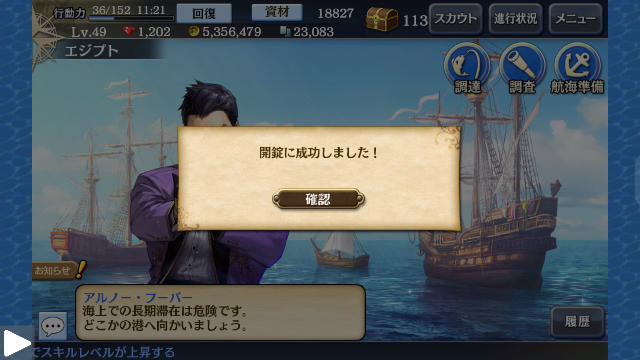 行動力 36/152 11:21 回復 資材 18827 113 スカウト 進行状況 メニュー
Lv.49 1,202 5,356,479 23,083
エジプト
調達 調査 航海準備
開錠に成功しました！
確認
お知らせ
アルノー・フーバー
海上での長期滞在は危険です。
どこかの港へ向かいましょう。
履歴
でスキルレベルが上昇する